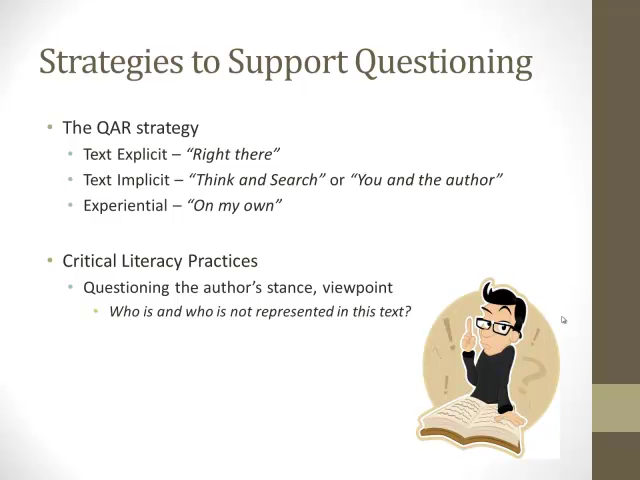 Strategies to Support Questioning
• The QAR strategy
• Text Explicit – “Right there”
• Text Implicit – “Think and Search” or “You and the author”
• Experiential – “On my own”
• Critical Literacy Practices
• Questioning the author’s stance, viewpoint
• Who is and who is not represented in this text?